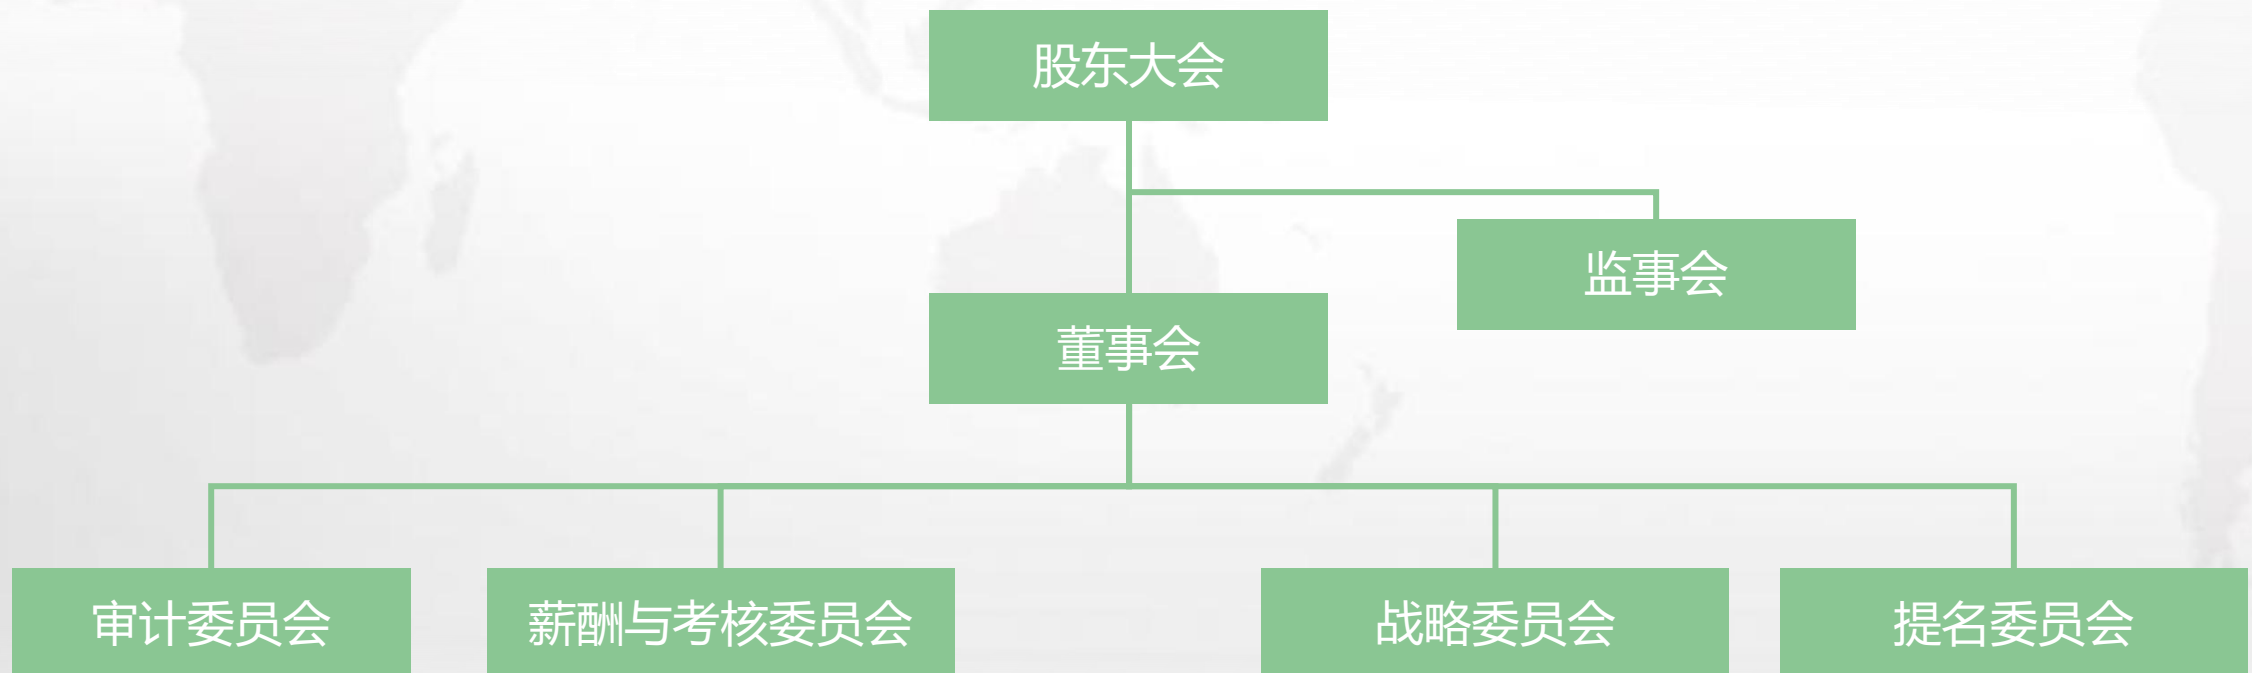 股东大会
监事会
董事会
审计委员会
薪酬与考核委员会
战略委员会
提名委员会